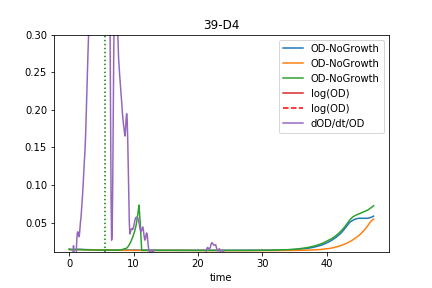 39-D4
0.30
0.25
0.20
0.15
0.10
0.05
OD-NoGrowth
OD-NoGrowth
OD-NoGrowth
log(OD)
log(OD)
dOD/dt/OD
0 10 20 30 40
time